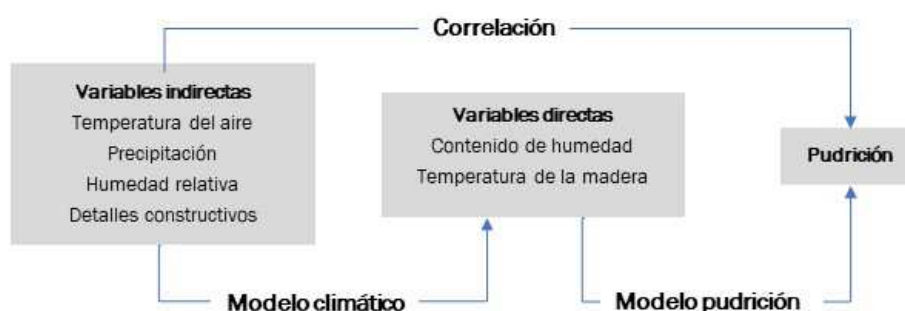 Correlación
Variables indirectas
Temperatura del aire
Precipitación
Humedad relativa
Detalles constructivos
Variables directas
Contenido de humedad
Temperatura de la madera
Pudrición
Modelo climático
Modelo pudrición